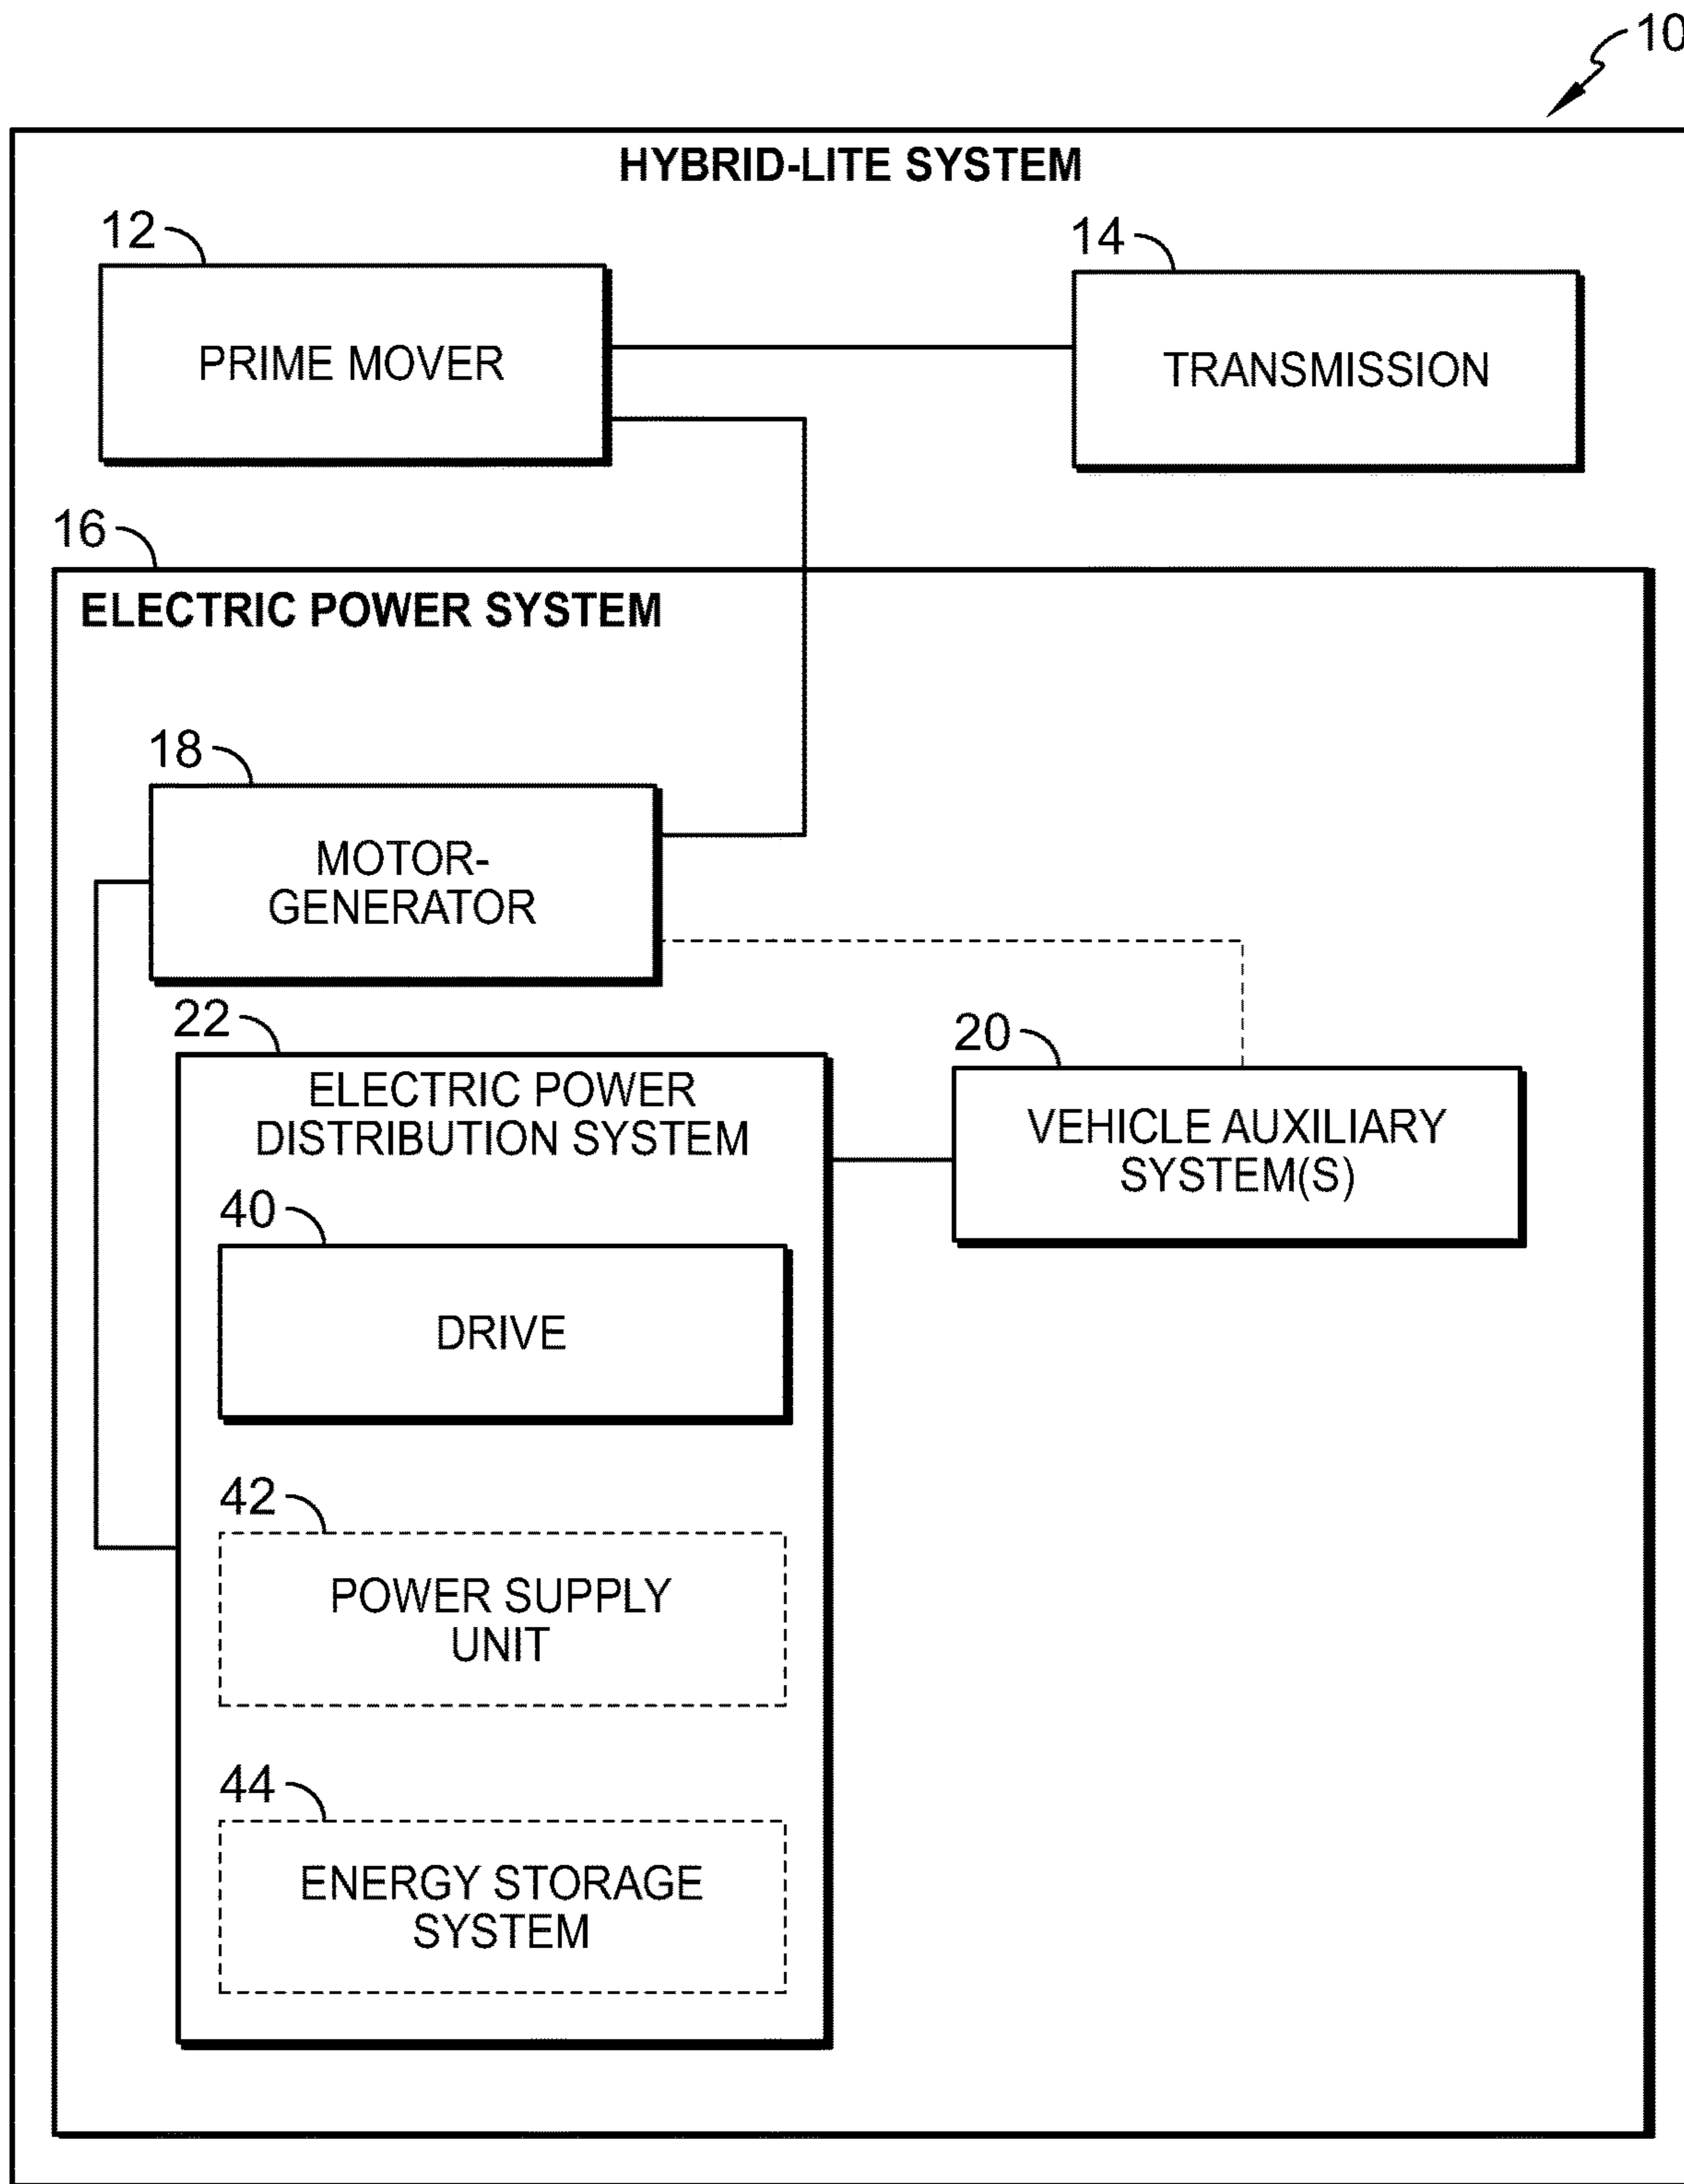 10
HYBRID-LITE SYSTEM
12
14
PRIME MOVER
TRANSMISSION
16
ELECTRIC POWER SYSTEM
18
MOTOR-
GENERATOR
22
20
ELECTRIC POWER
DISTRIBUTION SYSTEM
VEHICLE AUXILIARY
SYSTEM(S)
40
DRIVE
42
POWER SUPPLY
UNIT
44
ENERGY STORAGE
SYSTEM